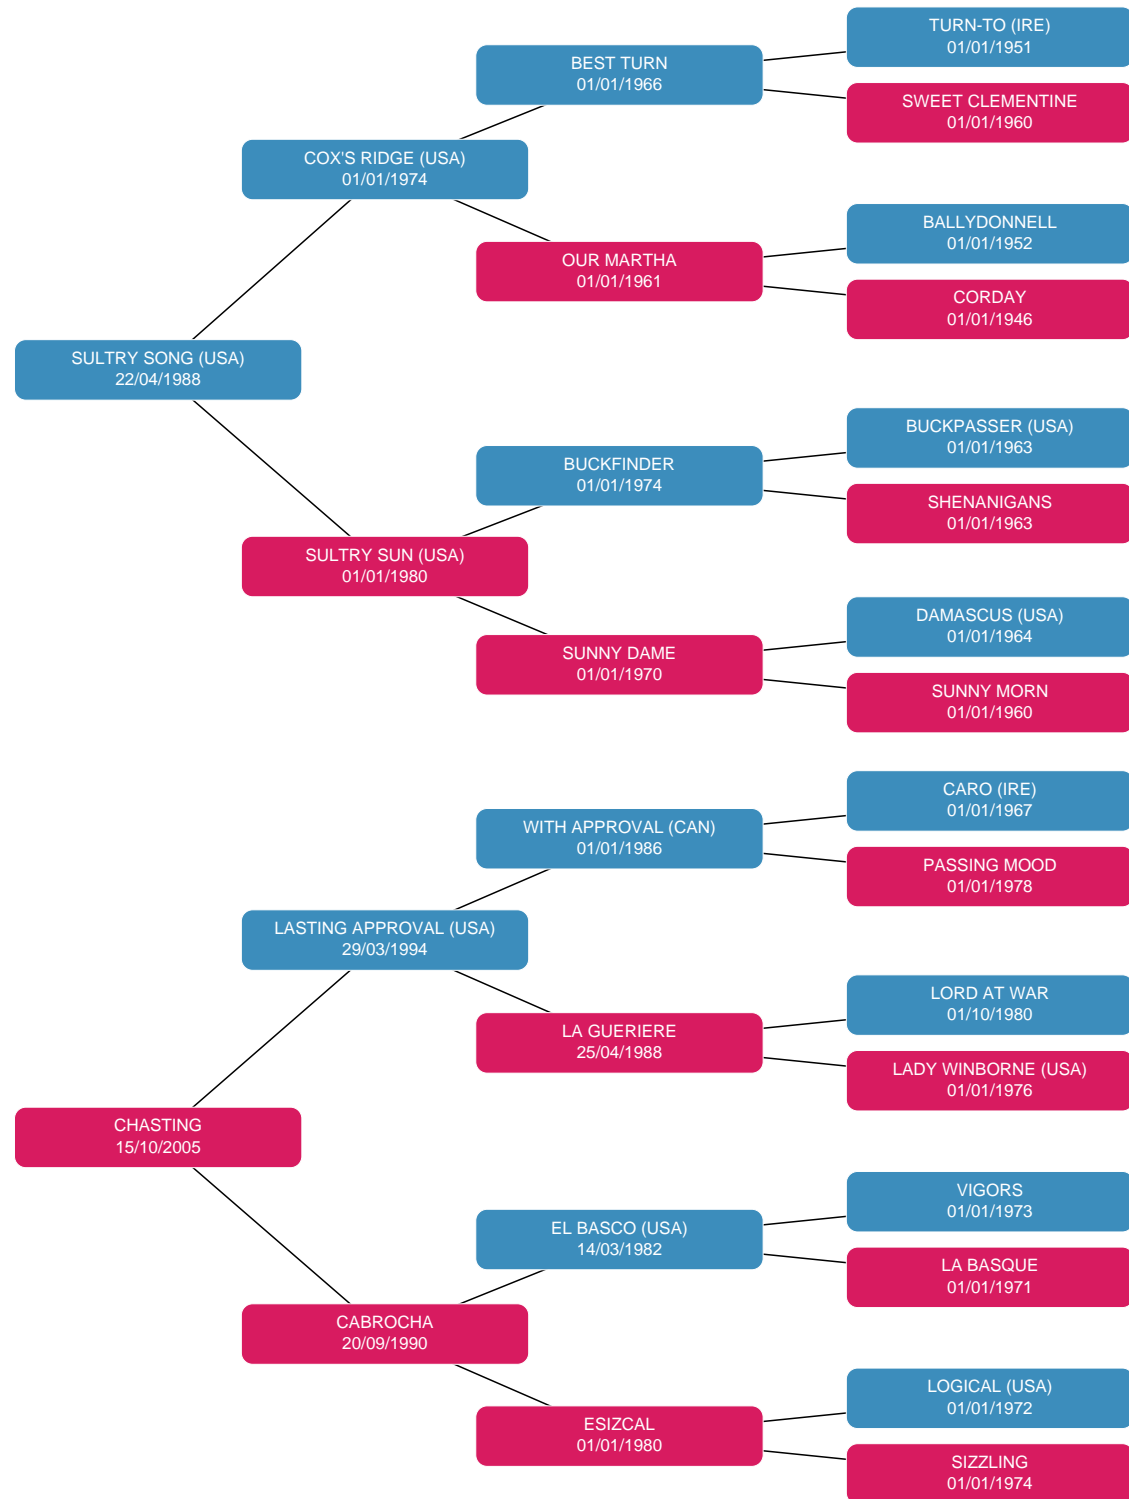 TURN-TO (IRE)
01/01/1951
BEST TURN
01/01/1966
SWEET CLEMENTINE
01/01/1960
COX'S RIDGE (USA)
01/01/1974
BALLYDONNELL
01/01/1952
OUR MARTHA
01/01/1961
CORDAY
01/01/1946
SULTRY SONG (USA)
22/04/1988
BUCKPASSER (USA)
01/01/1963
BUCKFINDER
01/01/1974
SHENANIGANS
01/01/1963
SULTRY SUN (USA)
01/01/1980
DAMASCUS (USA)
01/01/1964
SUNNY DAME
01/01/1970
SUNNY MORN
01/01/1960
CARO (IRE)
01/01/1967
WITH APPROVAL (CAN)
01/01/1986
PASSING MOOD
01/01/1978
LASTING APPROVAL (USA)
29/03/1994
LORD AT WAR
01/10/1980
LA GUERIERE
25/04/1988
LADY WINBORNE (USA)
01/01/1976
CHASTING
15/10/2005
VIGORS
01/01/1973
EL BASCO (USA)
14/03/1982
LA BASQUE
01/01/1971
CABROCHA
20/09/1990
LOGICAL (USA)
01/01/1972
ESIZCAL
01/01/1980
SIZZLING
01/01/1974